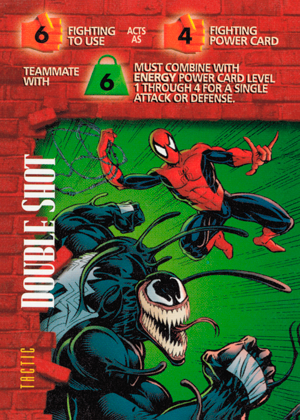 6 FIGHTING TO USE ACTS AS 4 FIGHTING POWER CARD
TEAMMATE WITH 6 MUST COMBINE WITH
ENERGY POWER CARD LEVEL
1 THROUGH 4 FOR A SINGLE
ATTACK OR DEFENSE.
DOUBLE SHOT
TACTIC